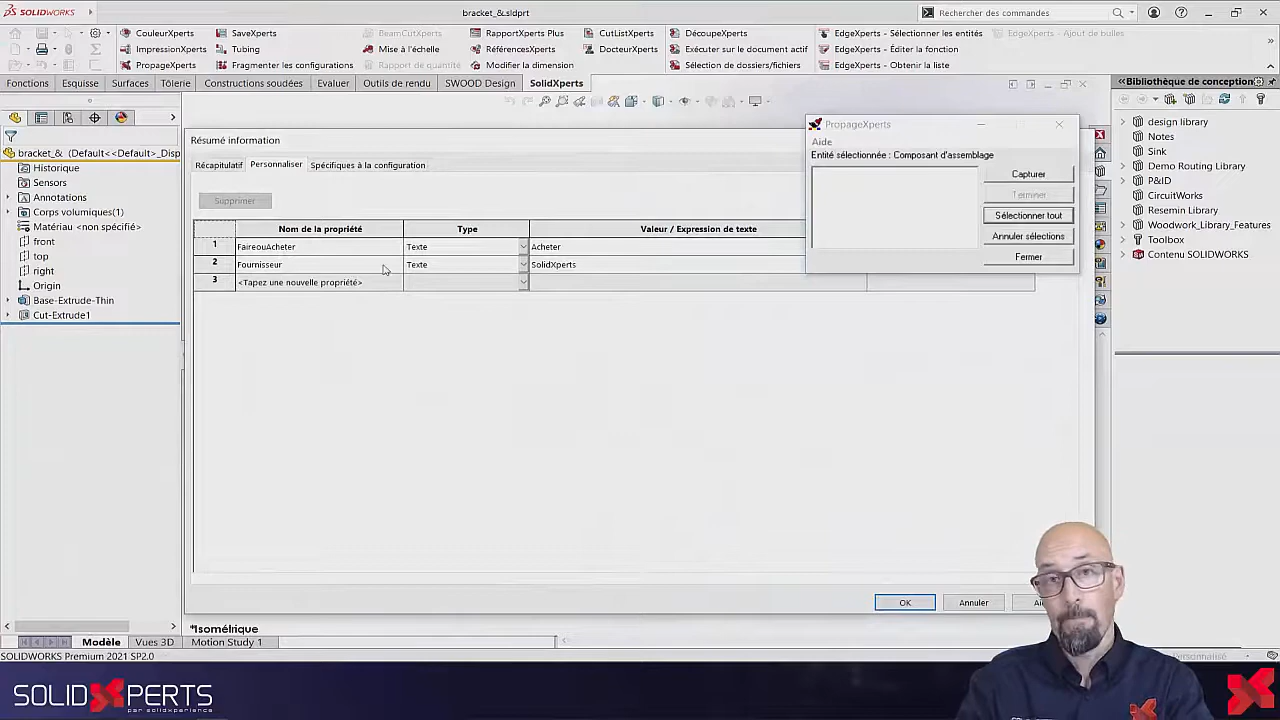 SOLIDWORKS
bracket_&.sldprt
Rechercher des commandes
CouleurXperts
ImpressionXperts
PropageXperts
SaveXperts
Tubing
Fragmenter les configurations
BeamCutXperts
Mise à l'échelle
Rapport de quantité
RapportXperts Plus
RéférencesXperts
Modifier la dimension
CutListXperts
DocteurXperts
DécoupeXperts
Exécuter sur le document actif
Sélection de dossiers/fichiers
EdgeXperts - Sélectionner les entités
EdgeXperts - Éditer la fonction
EdgeXperts - Obtenir la liste
EdgeXperts - Ajout de bulles
Fonctions
Esquisse
Surfaces
Tôlerie
Constructions soudées
Evaluer
Outils de rendu
SWOOD Design
SolidXperts
bracket_& (Default<<Default>_Disp
Historique
Sensors
Annotations
Corps volumiques(1)
Matériau <non spécifié>
front
top
right
Origin
Base-Extrude-Thin
Cut-Extrude1
Résumé information
Récapitulatif
Personnaliser
Spécifiques à la configuration
Supprimer
Nom de la propriété
Type
Valeur / Expression de texte
1
FaireouAcheter
Texte
Acheter
2
Fournisseur
Texte
SolidXperts
3
<Tapez une nouvelle propriété>
OK
Annuler
PropageXperts
Aide
Entité sélectionnée : Composant d'assemblage
Capturer
Terminer
Sélectionner tout
Annuler sélections
Fermer
Bibliothèque de conception
design library
Notes
Sink
Demo Routing Library
P&ID
CircuitWorks
Resemin Library
Woodwork_Library_Features
Toolbox
Contenu SOLIDWORKS
*Isométrique
Modèle
Vues 3D
Motion Study 1
SOLIDWORKS Premium 2021 SP2.0
Personnalisé
SOLIDXPERTS
par solidxperience